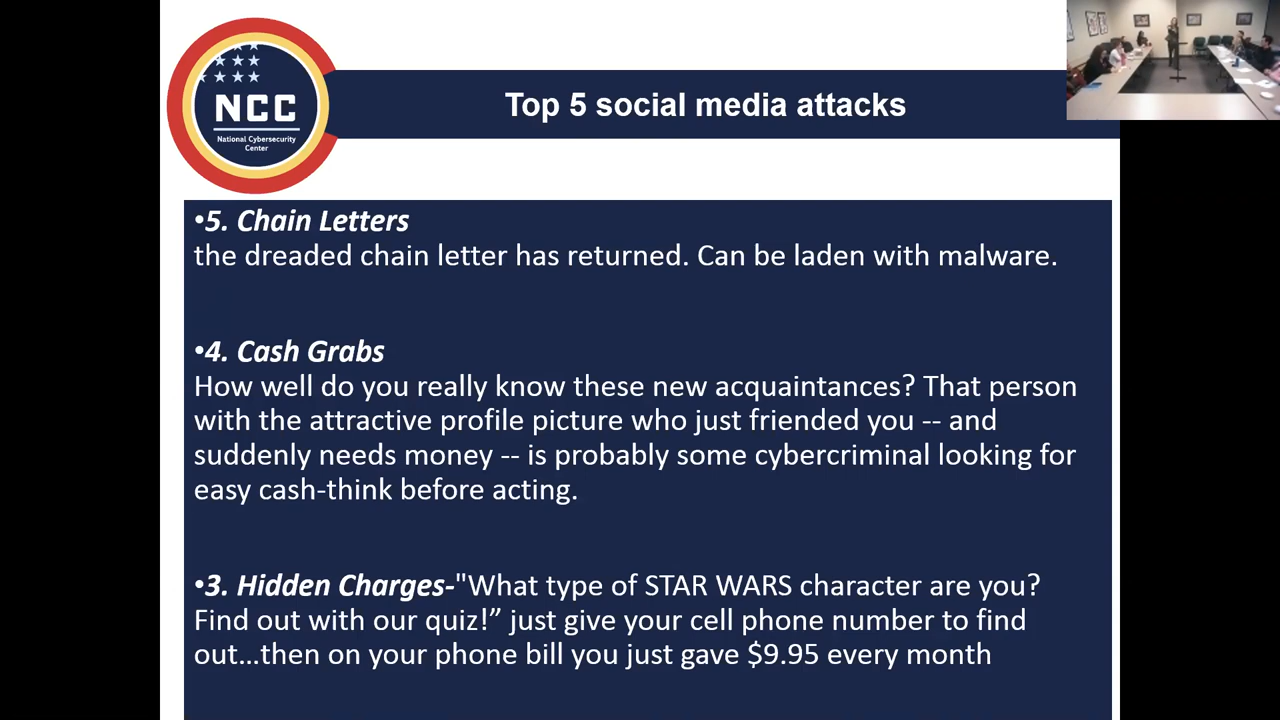 NCC
National Cybersecurity
Center
Top 5 social media attacks
•5. Chain Letters
the dreaded chain letter has returned. Can be laden with malware.
•4. Cash Grabs
How well do you really know these new acquaintances? That person
with the attractive profile picture who just friended you -- and
suddenly needs money -- is probably some cybercriminal looking for
easy cash-think before acting.
•3. Hidden Charges-"What type of STAR WARS character are you?
Find out with our quiz!” just give your cell phone number to find
out…then on your phone bill you just gave $9.95 every month